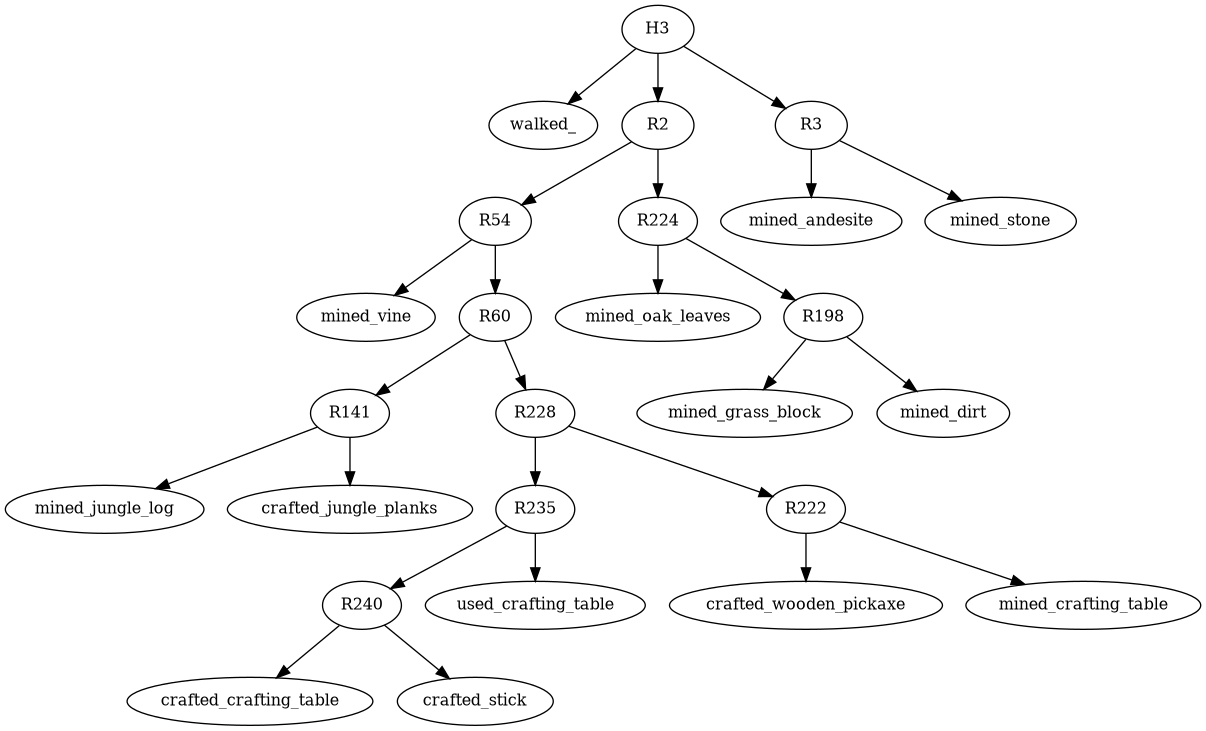 H3
walked_
R2
R3
R54
R224
mined_andesite
mined_stone
mined_vine
R60
mined_oak_leaves
R198
R141
R228
mined_grass_block
mined_dirt
mined_jungle_log
crafted_jungle_planks
R235
R222
R240
used_crafting_table
crafted_wooden_pickaxe
mined_crafting_table
crafted_crafting_table
crafted_stick